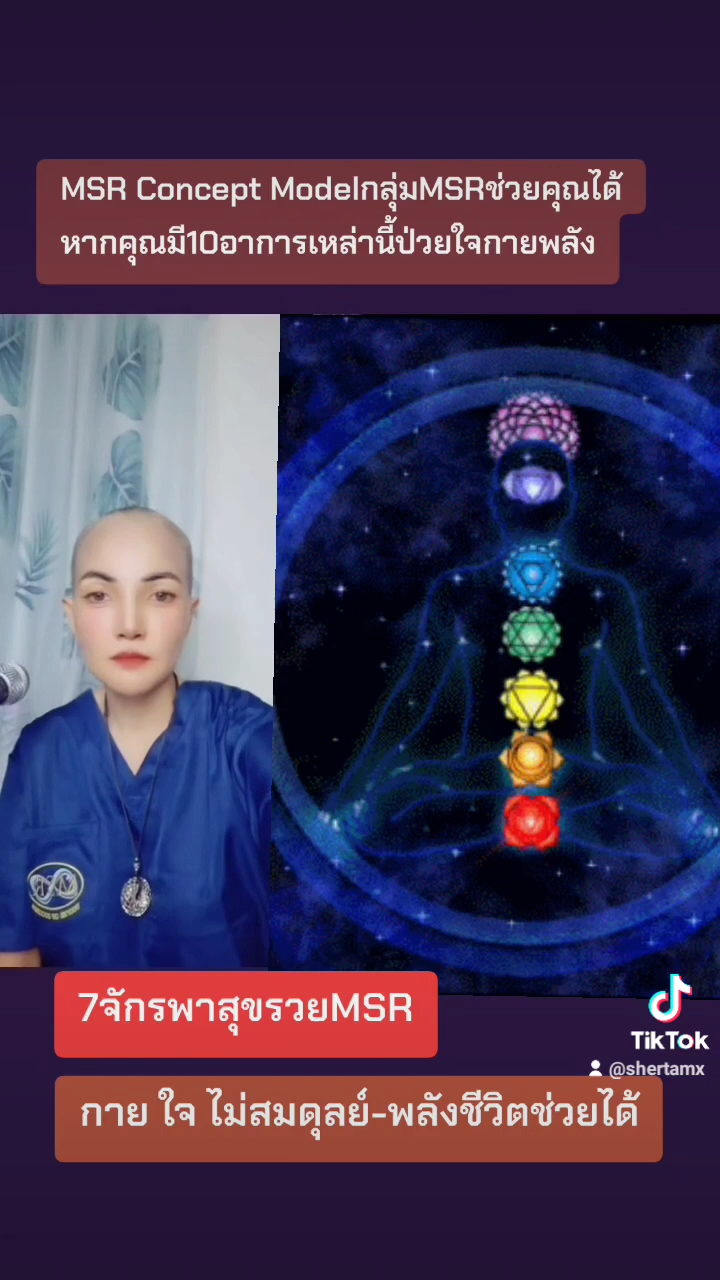 MSR Concept Modelกลุ่มMSRช่วยคุณได้
หากคุณมี10อาการเหล่านี้ป่วยใจกายพลัง
7จักรพาสุขรวยMSR
TikTok
@shertamx
กาย ใจ ไม่สมดุลย์-พลังชีวิตช่วยได้